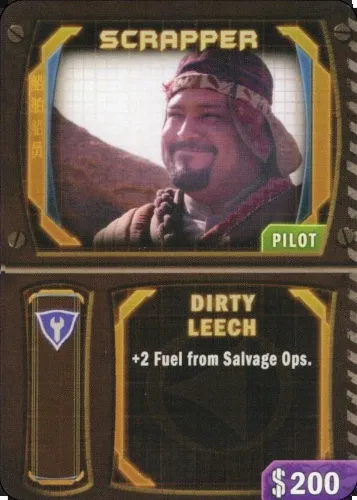 SCRAPPER
PILOT
DIRTY
LEECH
+2 Fuel from Salvage Ops.
$200